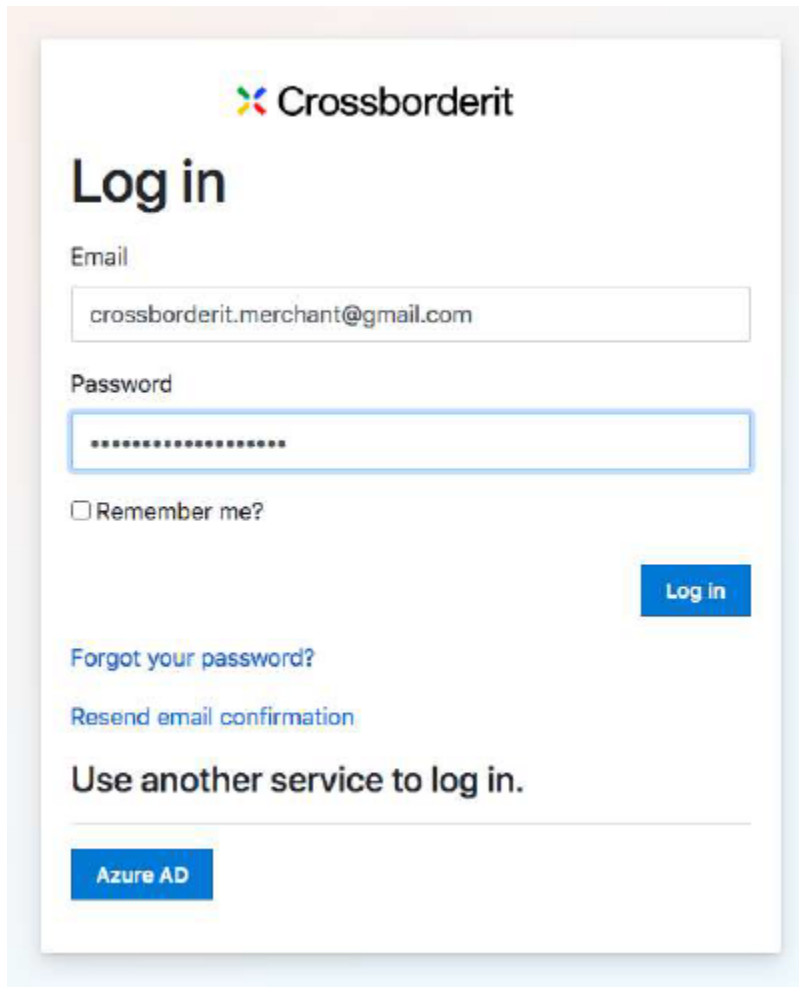 Crossborderit
Log in
Email
crossborderit.merchant@gmail.com
Password
•••••••••••••••••••
Remember me?
Log in
Forgot your password?
Resend email confirmation
Use another service to log in.
Azure AD